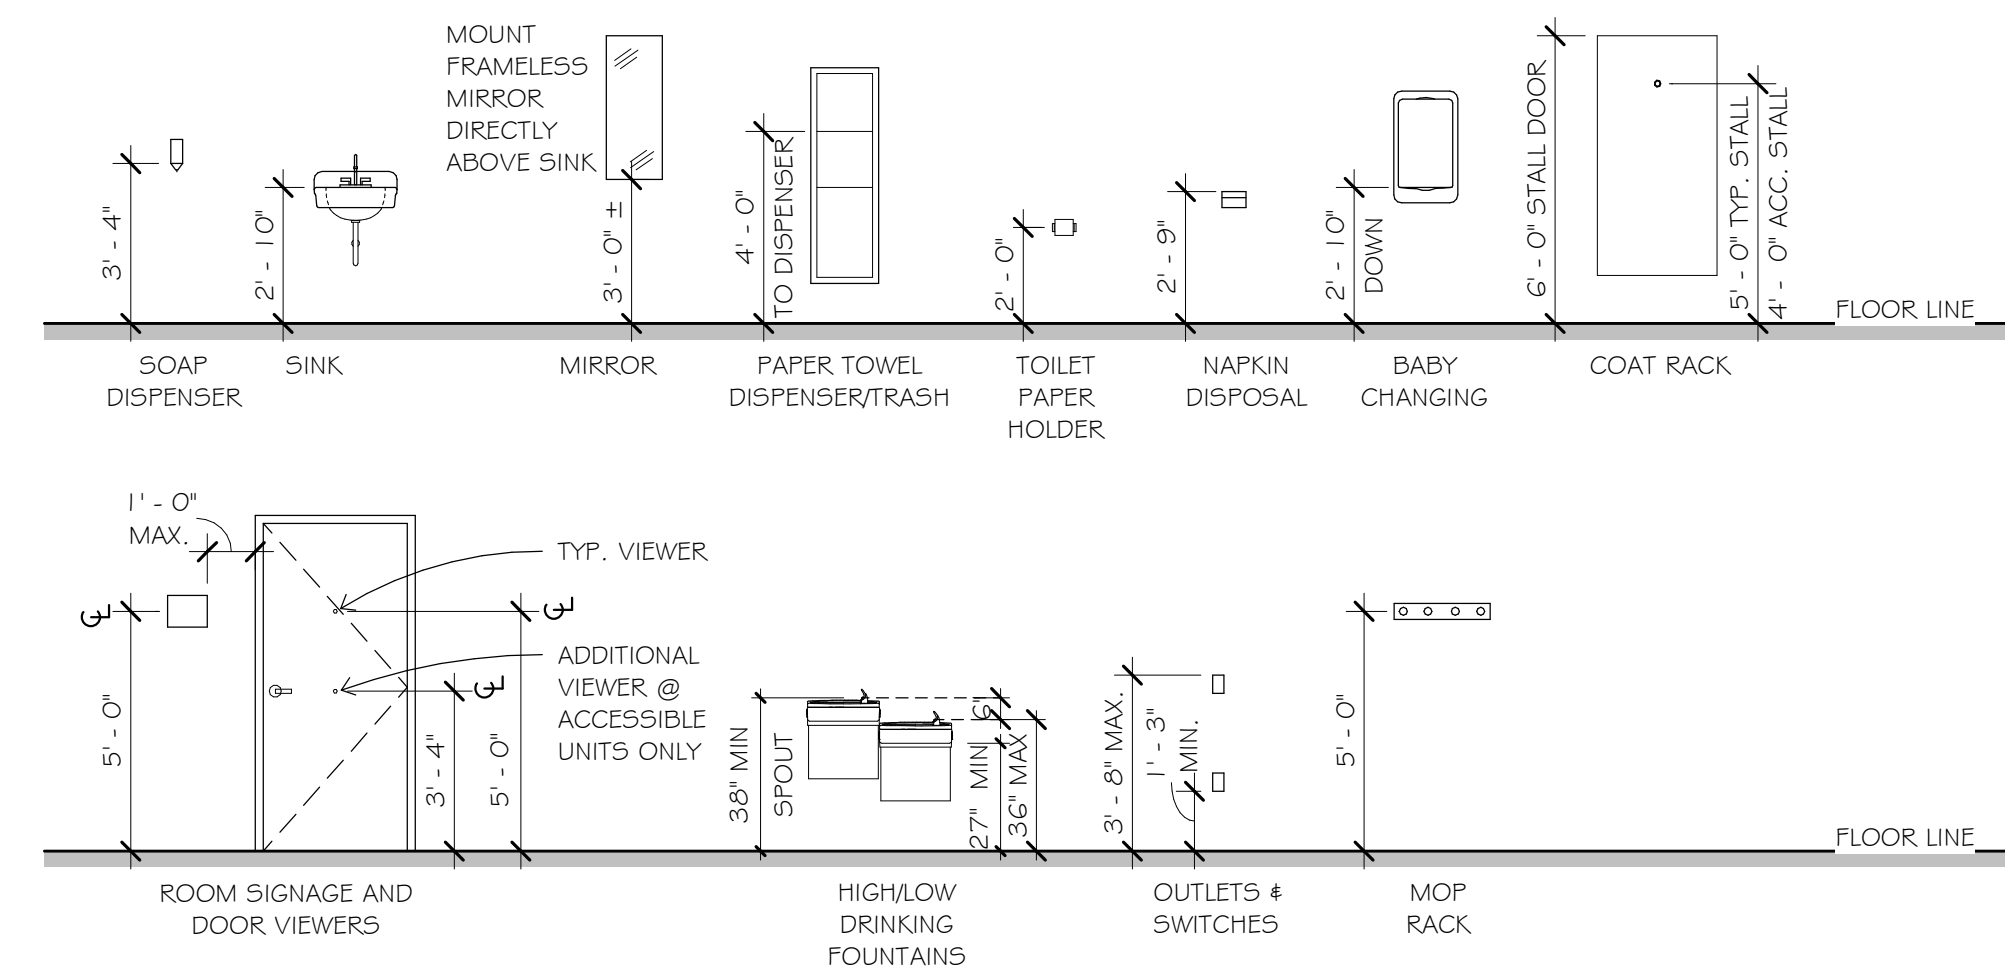 MOUNT
FRAMELESS
MIRROR
DIRECTLY
ABOVE SINK
3' - 4"
2' - 10"
3' - 0" ±
4' - 0"
TO DISPENSER
2' - 0"
2' - 9"
2' - 10"
DOWN
6' - 0" STALL DOOR
5' - 0" TYP. STALL
4' - 0" ACC. STALL
FLOOR LINE
SOAP
DISPENSER
SINK
MIRROR
PAPER TOWEL
DISPENSER/TRASH
TOILET
PAPER
HOLDER
NAPKIN
DISPOSAL
BABY
CHANGING
COAT RACK
1' - 0"
MAX.
5' - 0"
TYP. VIEWER
ADDITIONAL
VIEWER @
ACCESSIBLE
UNITS ONLY
3' - 4"
5' - 0"
38" MIN
SPOUT
6"
27" MIN
36" MAX
3' - 8" MAX.
1' - 3"
MIN.
5' - 0"
FLOOR LINE
ROOM SIGNAGE AND
DOOR VIEWERS
HIGH/LOW
DRINKING
FOUNTAINS
OUTLETS &
SWITCHES
MOP
RACK